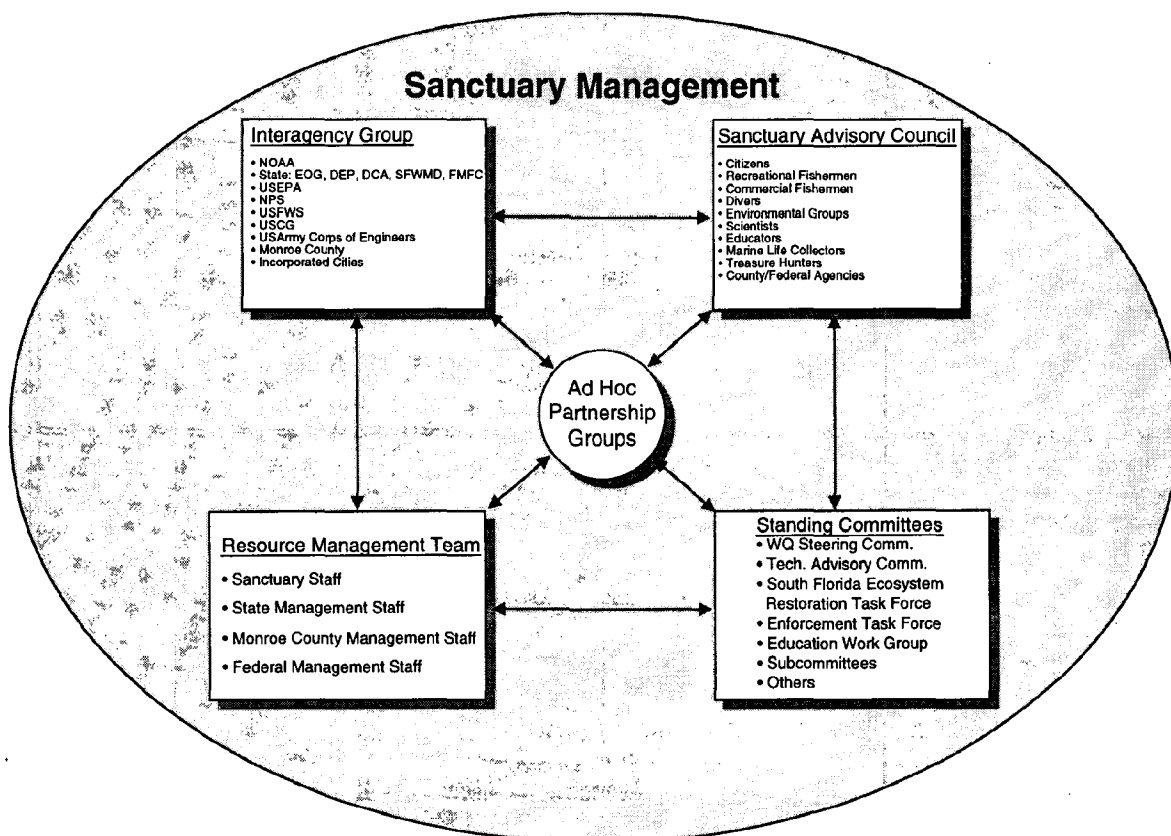 Sanctuary Management
Interagency Group
• NOAA
• State: EOG, DEP, DCA, SFWMD, FMFC
• USEPA
• NPS
• USFWS
• USCG
• USArmy Corps of Engineers
• Monroe County
• Incorporated Cities
Sanctuary Advisory Council
• Citizens
• Recreational Fishermen
• Commercial Fishermen
• Divers
• Environmental Groups
• Scientists
• Educators
• Marine Life Collectors
• Treasure Hunters
• County/Federal Agencies
Ad Hoc
Partnership
Groups
Resource Management Team
• Sanctuary Staff
• State Management Staff
• Monroe County Management Staff
• Federal Management Staff
Standing Committees
• WQ Steering Comm.
• Tech. Advisory Comm.
• South Florida Ecosystem
Restoration Task Force
• Enforcement Task Force
• Education Work Group
• Subcommittees
• Others